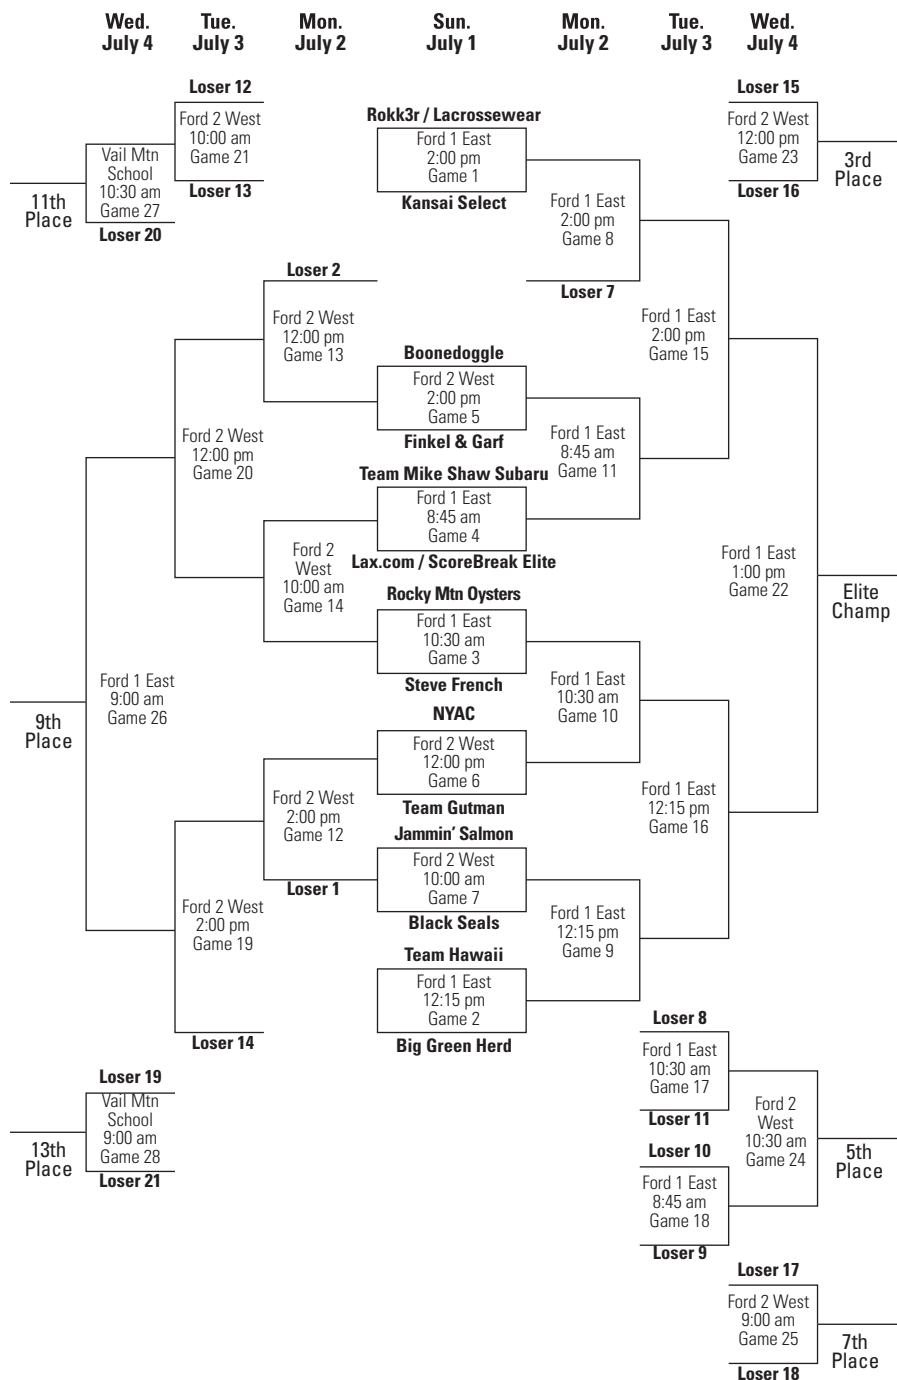 Wed.
July 4
Tue.
July 3
Mon.
July 2
Sun.
July 1
Mon.
July 2
Tue.
July 3
Wed.
July 4
Loser 12
Ford 2 West
10:00 am
Game 21
Loser 13
Vail Mtn
School
10:30 am
Game 27
Loser 20
11th
Place
Rokk3r / Lacrossewear
Ford 1 East
2:00 pm
Game 1
Kansai Select
Ford 1 East
2:00 pm
Game 8
Loser 7
Loser 15
Ford 2 West
12:00 pm
Game 23
Loser 16
3rd
Place
Loser 2
Ford 2 West
12:00 pm
Game 13
Boonedoggle
Ford 2 West
2:00 pm
Game 5
Finkel & Garf
Ford 1 East
2:00 pm
Game 15
Ford 1 East
8:45 am
Game 11
Ford 2 West
12:00 pm
Game 20
Team Mike Shaw Subaru
Ford 1 East
8:45 am
Game 4
Lax.com / ScoreBreak Elite
Ford 2
West
10:00 am
Game 14
Rocky Mtn Oysters
Ford 1 East
10:30 am
Game 3
Steve French
Ford 1 East
1:00 pm
Game 22
Elite
Champ
Ford 1 East
9:00 am
Game 26
9th
Place
Ford 1 East
10:30 am
Game 10
NYAC
Ford 2 West
12:00 pm
Game 6
Team Gutman
Ford 2 West
2:00 pm
Game 12
Loser 1
Jammin’ Salmon
Ford 2 West
10:00 am
Game 7
Black Seals
Ford 1 East
12:15 pm
Game 16
Ford 2 West
2:00 pm
Game 19
Loser 14
Ford 1 East
12:15 pm
Game 9
Team Hawaii
Ford 1 East
12:15 pm
Game 2
Big Green Herd
Loser 19
Vail Mtn
School
9:00 am
Game 28
Loser 21
13th
Place
Loser 8
Ford 1 East
10:30 am
Game 17
Loser 11
Loser 10
Ford 1 East
8:45 am
Game 18
Loser 9
Ford 2
West
10:30 am
Game 24
5th
Place
Loser 17
Ford 2 West
9:00 am
Game 25
Loser 18
7th
Place